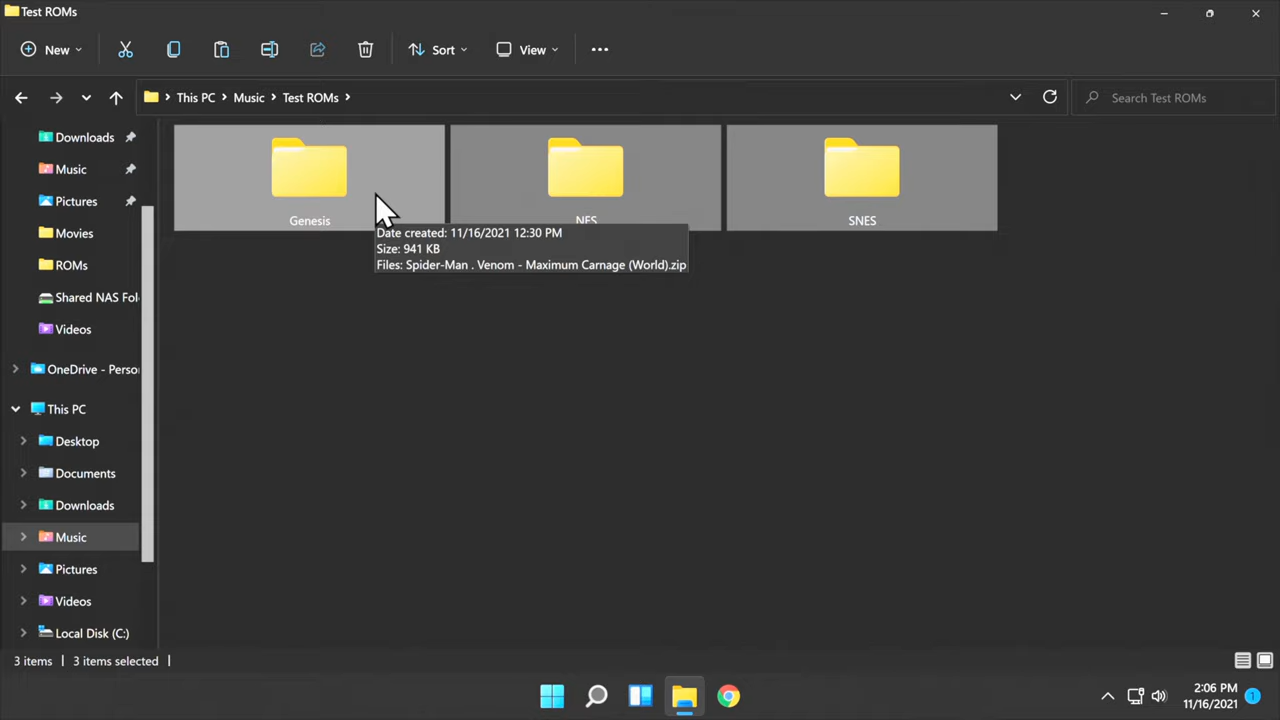 Test ROMs
New
Sort
View
This PC
Music
Test ROMs
Search Test ROMs
Downloads
Music
Pictures
Movies
ROMs
Shared NAS Fol
Videos
OneDrive - Perso
This PC
Desktop
Documents
Downloads
Music
Pictures
Videos
Local Disk (C:)
Genesis
NES
SNES
Date created: 11/16/2021 12:30 PM
Size: 941 KB
Files: Spider-Man . Venom - Maximum Carnage (World).zip
3 items
3 items selected
2:06 PM
11/16/2021
1